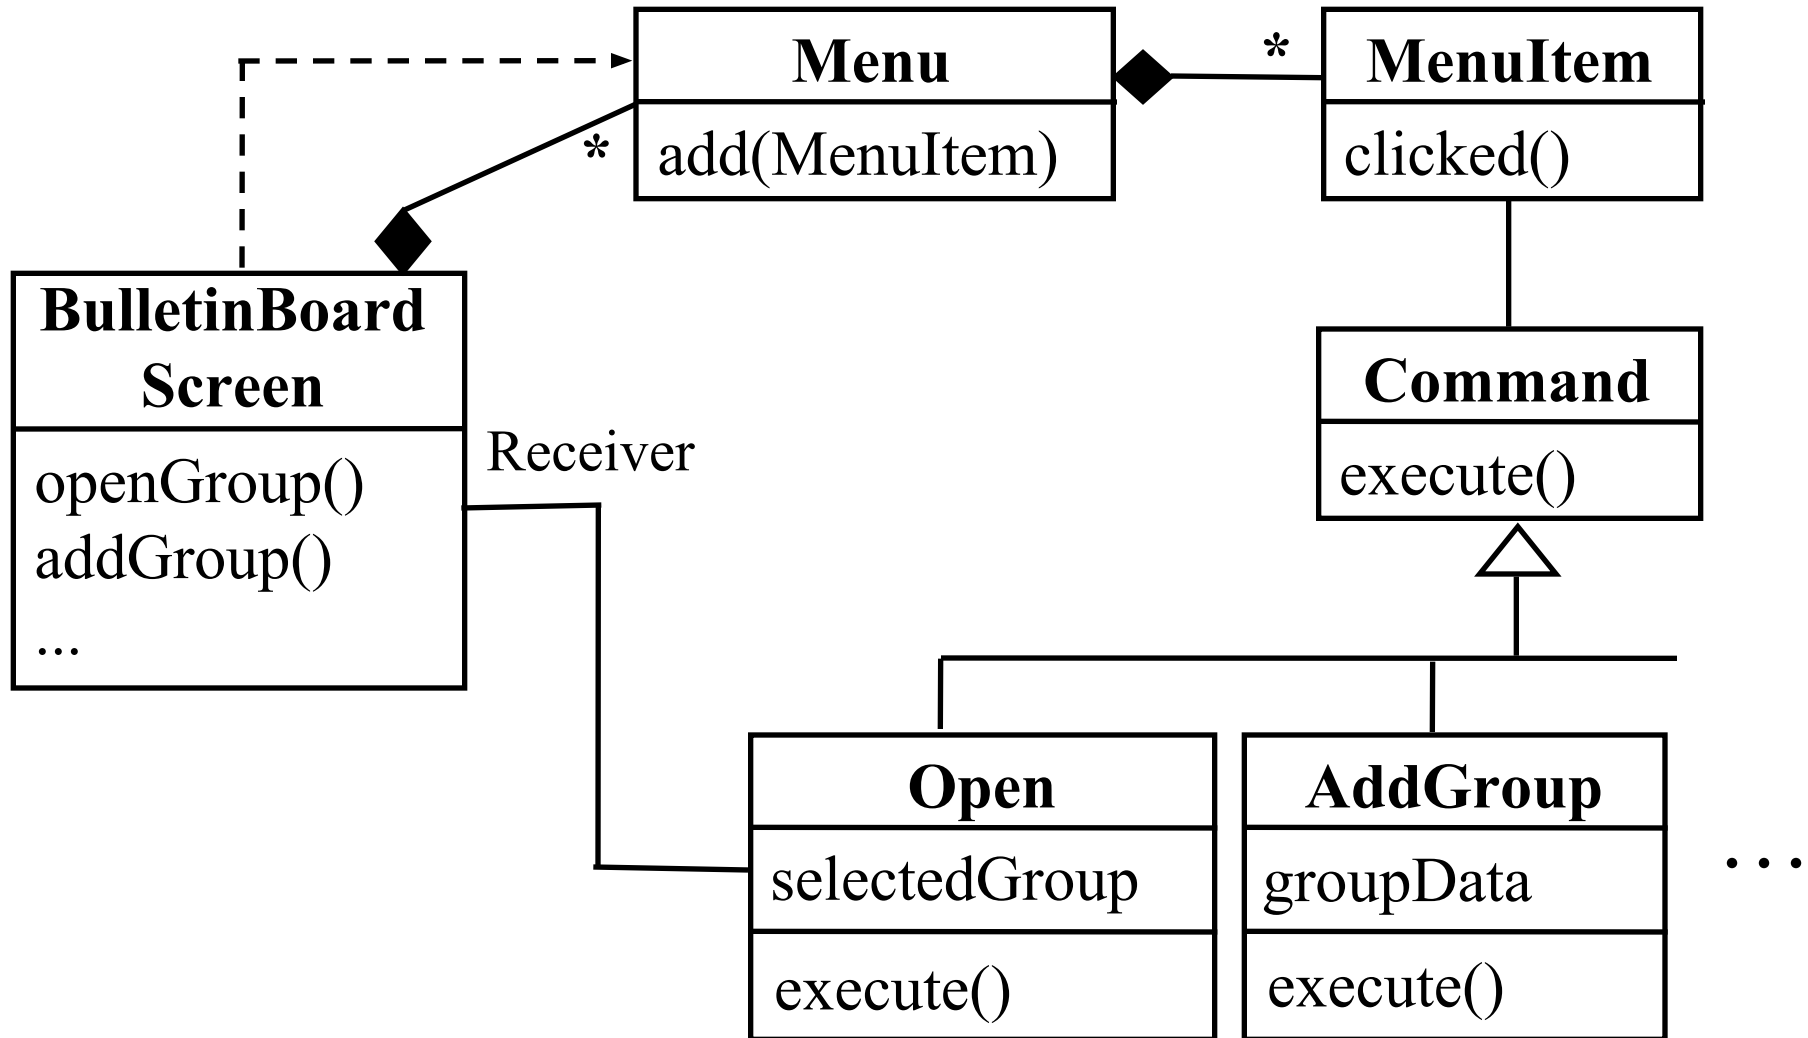 Menu
add(MenuItem)
*
*
MenuItem
clicked()
BulletinBoard
Screen
openGroup()
addGroup()
...
Receiver
Command
execute()
Open
selectedGroup
execute()
AddGroup
groupData
execute()
...